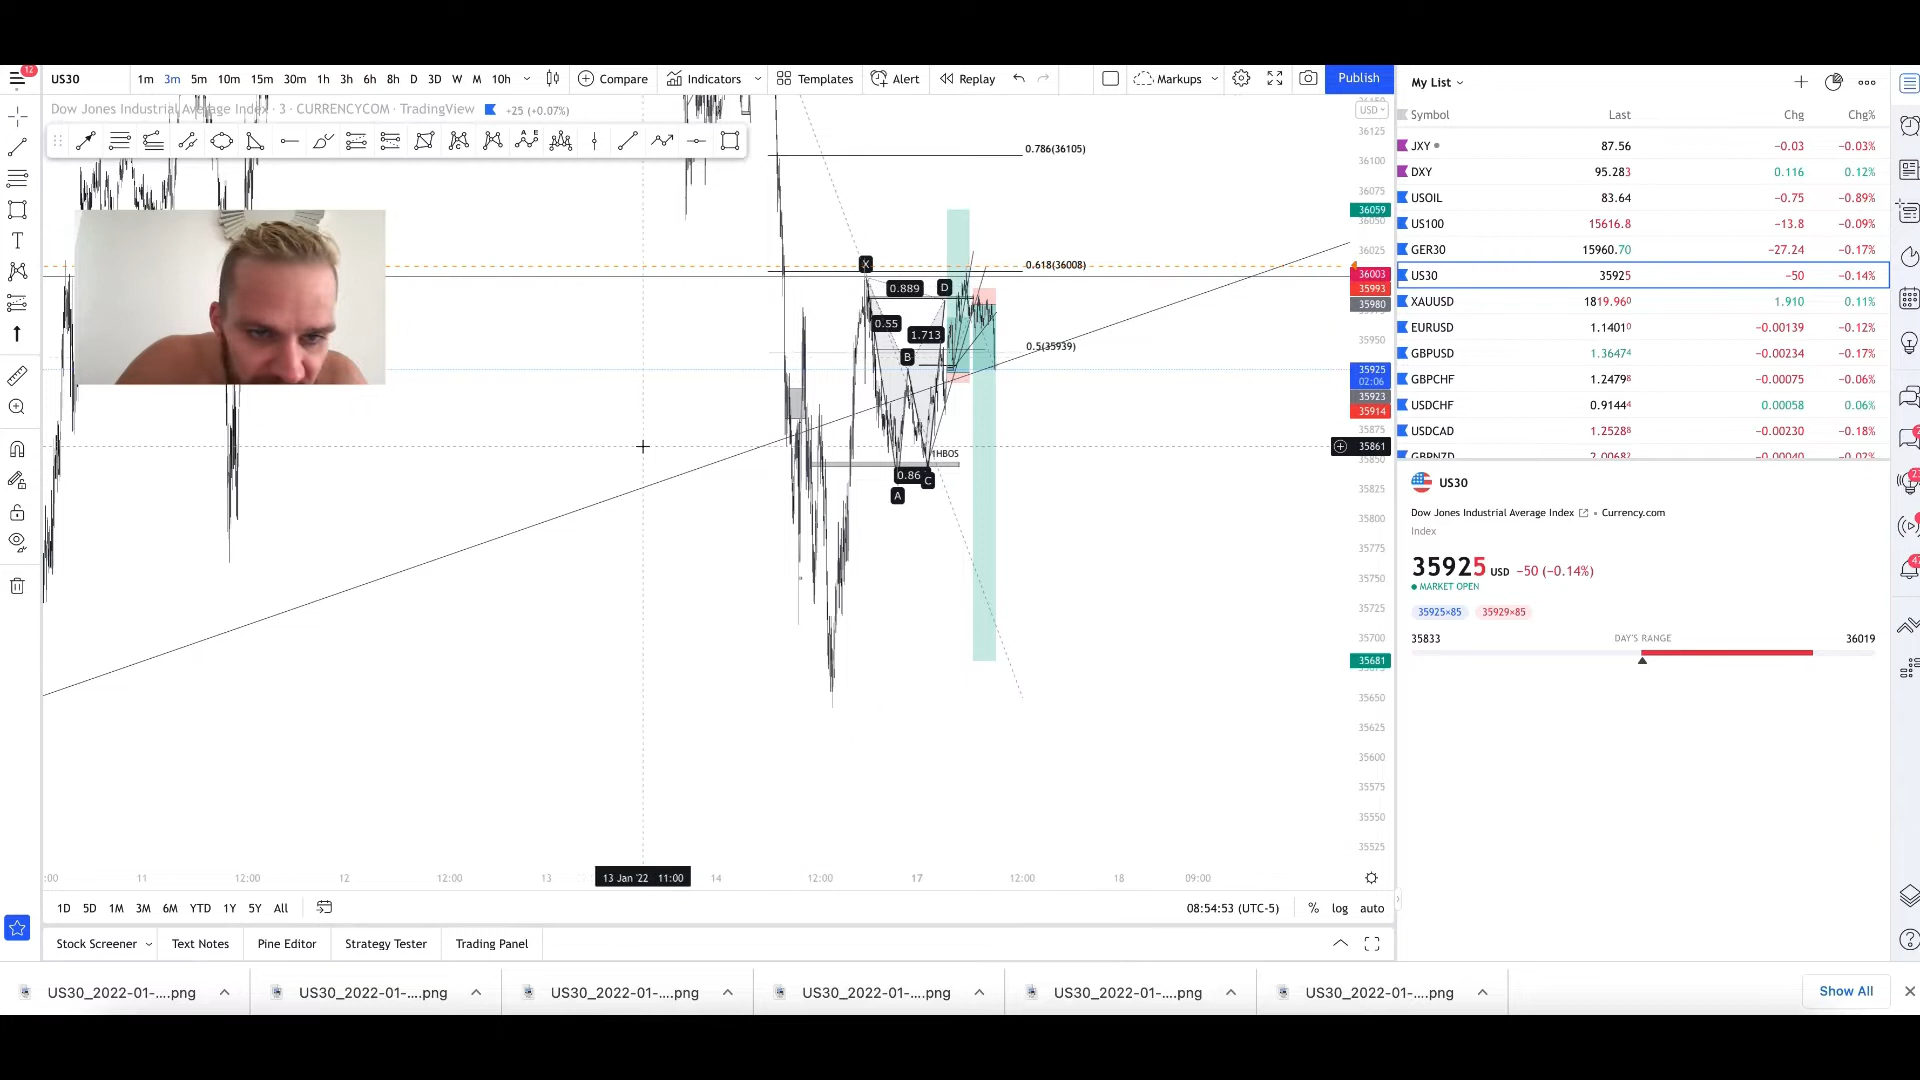 12
US30
1m 3m 5m 10m 15m 30m 1h 3h 6h 8h D 3D W M 10h
Compare
Indicators
Templates
Alert
Replay
Markups
Publish
Dow Jones Industrial Average Index · 3 · CURRENCYCOM · TradingView
+25 (+0.07%)
USD
36125
36100
36075
36059
36050
36025
36003
35993
35980
35950
35925
02:06
35923
35914
35875
35861
35850
35825
35800
35775
35750
35725
35700
35681
35650
35625
35600
35575
35550
35525
0.786(36105)
0.618(36008)
0.5(35939)
X
0.889
D
0.55
1.713
B
1HBOS
0.86
C
A
:00 11 12:00 12 12:00 13 13 Jan '22 11:00 14 12:00 17 12:00 18 09:00
1D 5D 1M 3M 6M YTD 1Y 5Y All
08:54:53 (UTC-5)
% log auto
Stock Screener
Text Notes
Pine Editor
Strategy Tester
Trading Panel
My List
Symbol Last Chg Chg%
JXY 87.56 −0.03 −0.03%
DXY 95.283 0.116 0.12%
USOIL 83.64 −0.75 −0.89%
US100 15616.8 −13.8 −0.09%
GER30 15960.70 −27.24 −0.17%
US30 35925 −50 −0.14%
XAUUSD 1819.960 1.910 0.11%
EURUSD 1.14010 −0.00139 −0.12%
GBPUSD 1.36474 −0.00234 −0.17%
GBPCHF 1.24798 −0.00075 −0.06%
USDCHF 0.91444 0.00058 0.06%
USDCAD 1.25288 −0.00230 −0.18%
US30
Dow Jones Industrial Average Index • Currency.com
Index
35925 USD −50 (−0.14%)
MARKET OPEN
35925×85 35929×85
35833 DAY'S RANGE 36019
US30_2022-01-....png
US30_2022-01-....png
US30_2022-01-....png
US30_2022-01-....png
US30_2022-01-....png
US30_2022-01-....png
Show All